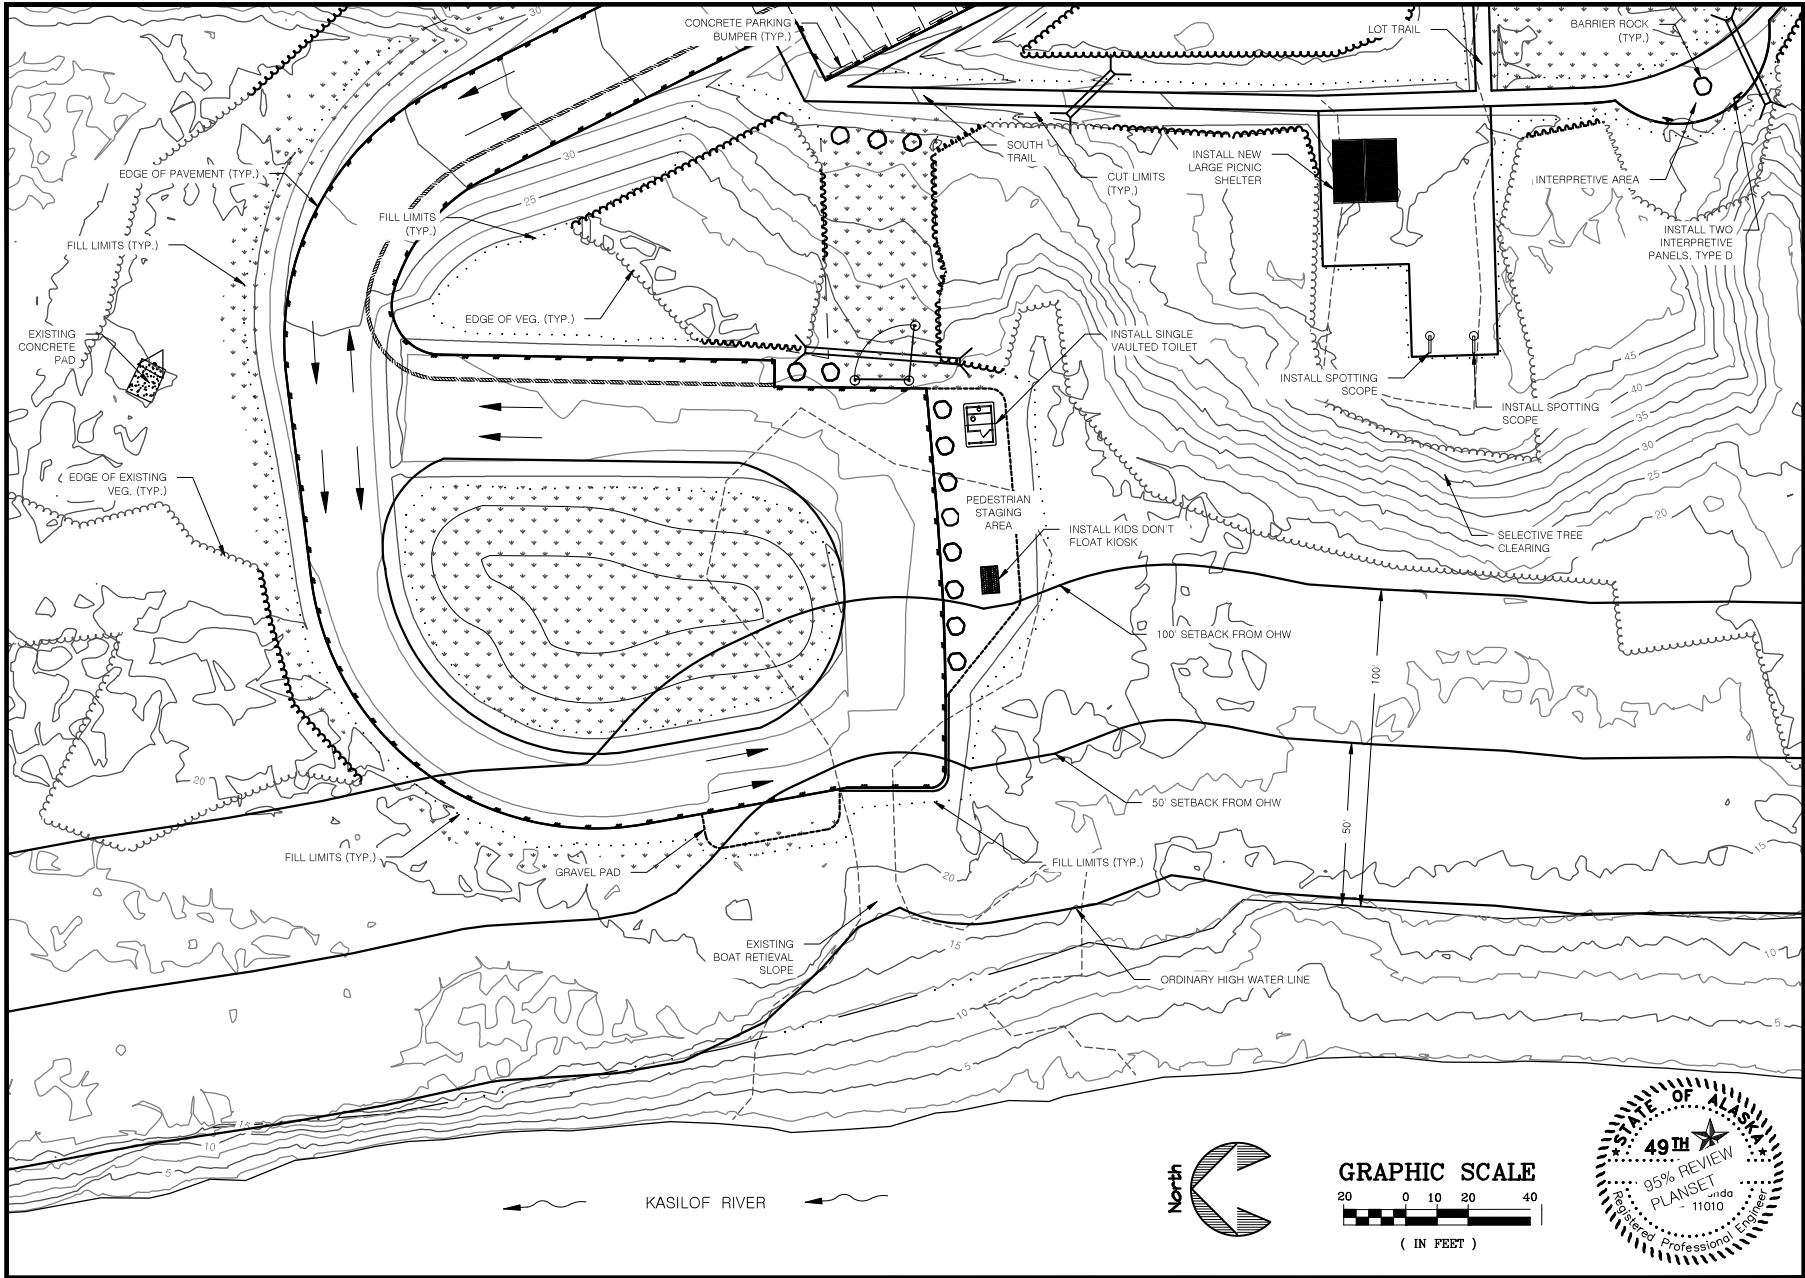 CONCRETE PARKING
BUMPER (TYP.)
LOT TRAIL
BARRIER ROCK
(TYP.)
30
30
25
SOUTH
TRAIL
CUT LIMITS
(TYP.)
INSTALL NEW
LARGE PICNIC
SHELTER
INTERPRETIVE AREA
INSTALL TWO
INTERPRETIVE
PANELS, TYPE D
EDGE OF PAVEMENT (TYP.)
FILL LIMITS
(TYP.)
FILL LIMITS (TYP.)
EDGE OF VEG. (TYP.)
EXISTING
CONCRETE
PAD
INSTALL SINGLE
VAULTED TOILET
INSTALL SPOTTING
SCOPE
INSTALL SPOTTING
SCOPE
45
40
35
30
25
20
EDGE OF EXISTING
VEG. (TYP.)
PEDESTRIAN
STAGING
AREA
INSTALL KIDS DON'T
FLOAT KIOSK
SELECTIVE TREE
CLEARING
100' SETBACK FROM OHW
100'
50' SETBACK FROM OHW
50'
20
15
FILL LIMITS (TYP.)
GRAVEL PAD
FILL LIMITS (TYP.)
20
EXISTING
BOAT RETIEVAL
SLOPE
15
ORDINARY HIGH WATER LINE
10
10
5
5
15
10
5
KASILOF RIVER
North
GRAPHIC SCALE
20 0 10 20 40
( IN FEET )
STATE OF ALASKA
49TH
95% REVIEW
PLANSET
11010
Registered Professional Engineer